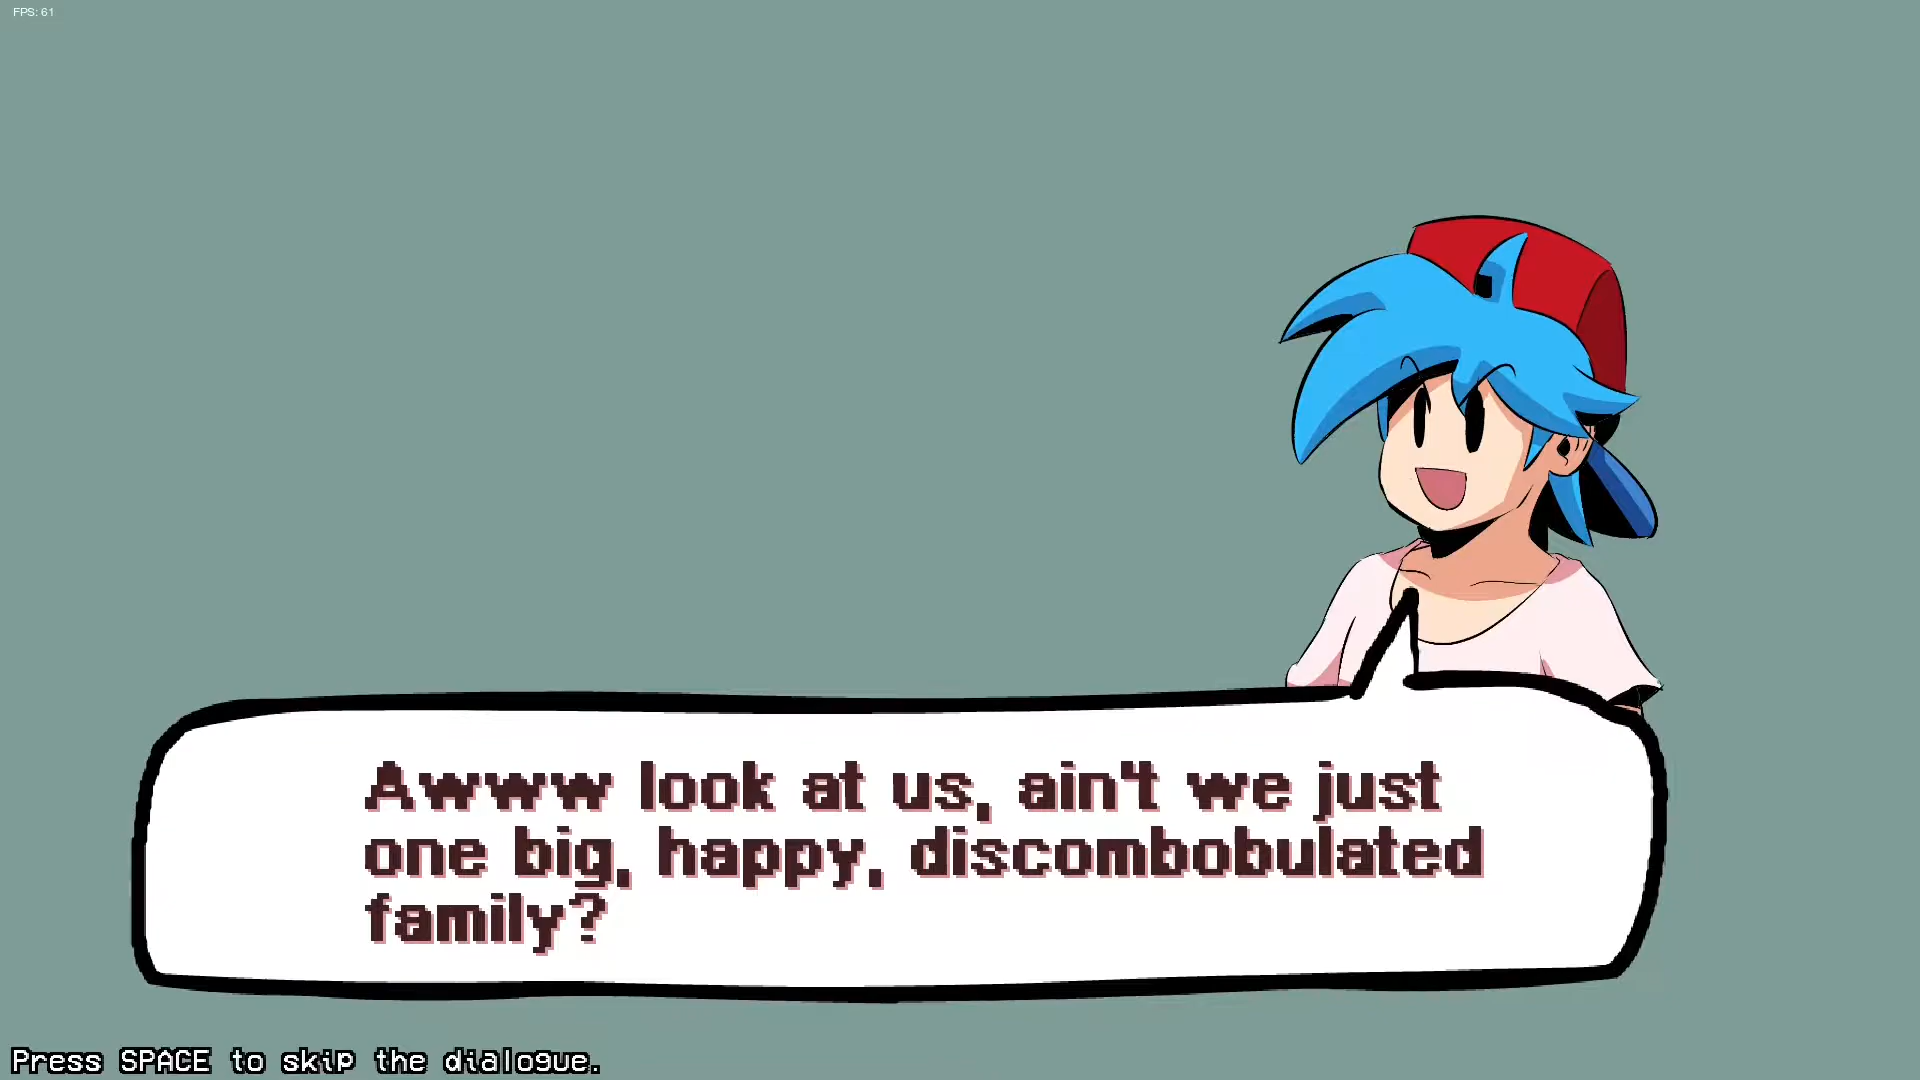 FPS: 61
Awww look at us, ain't we just
one big, happy, discombobulated
family?
Press SPACE to skip the dialogue.